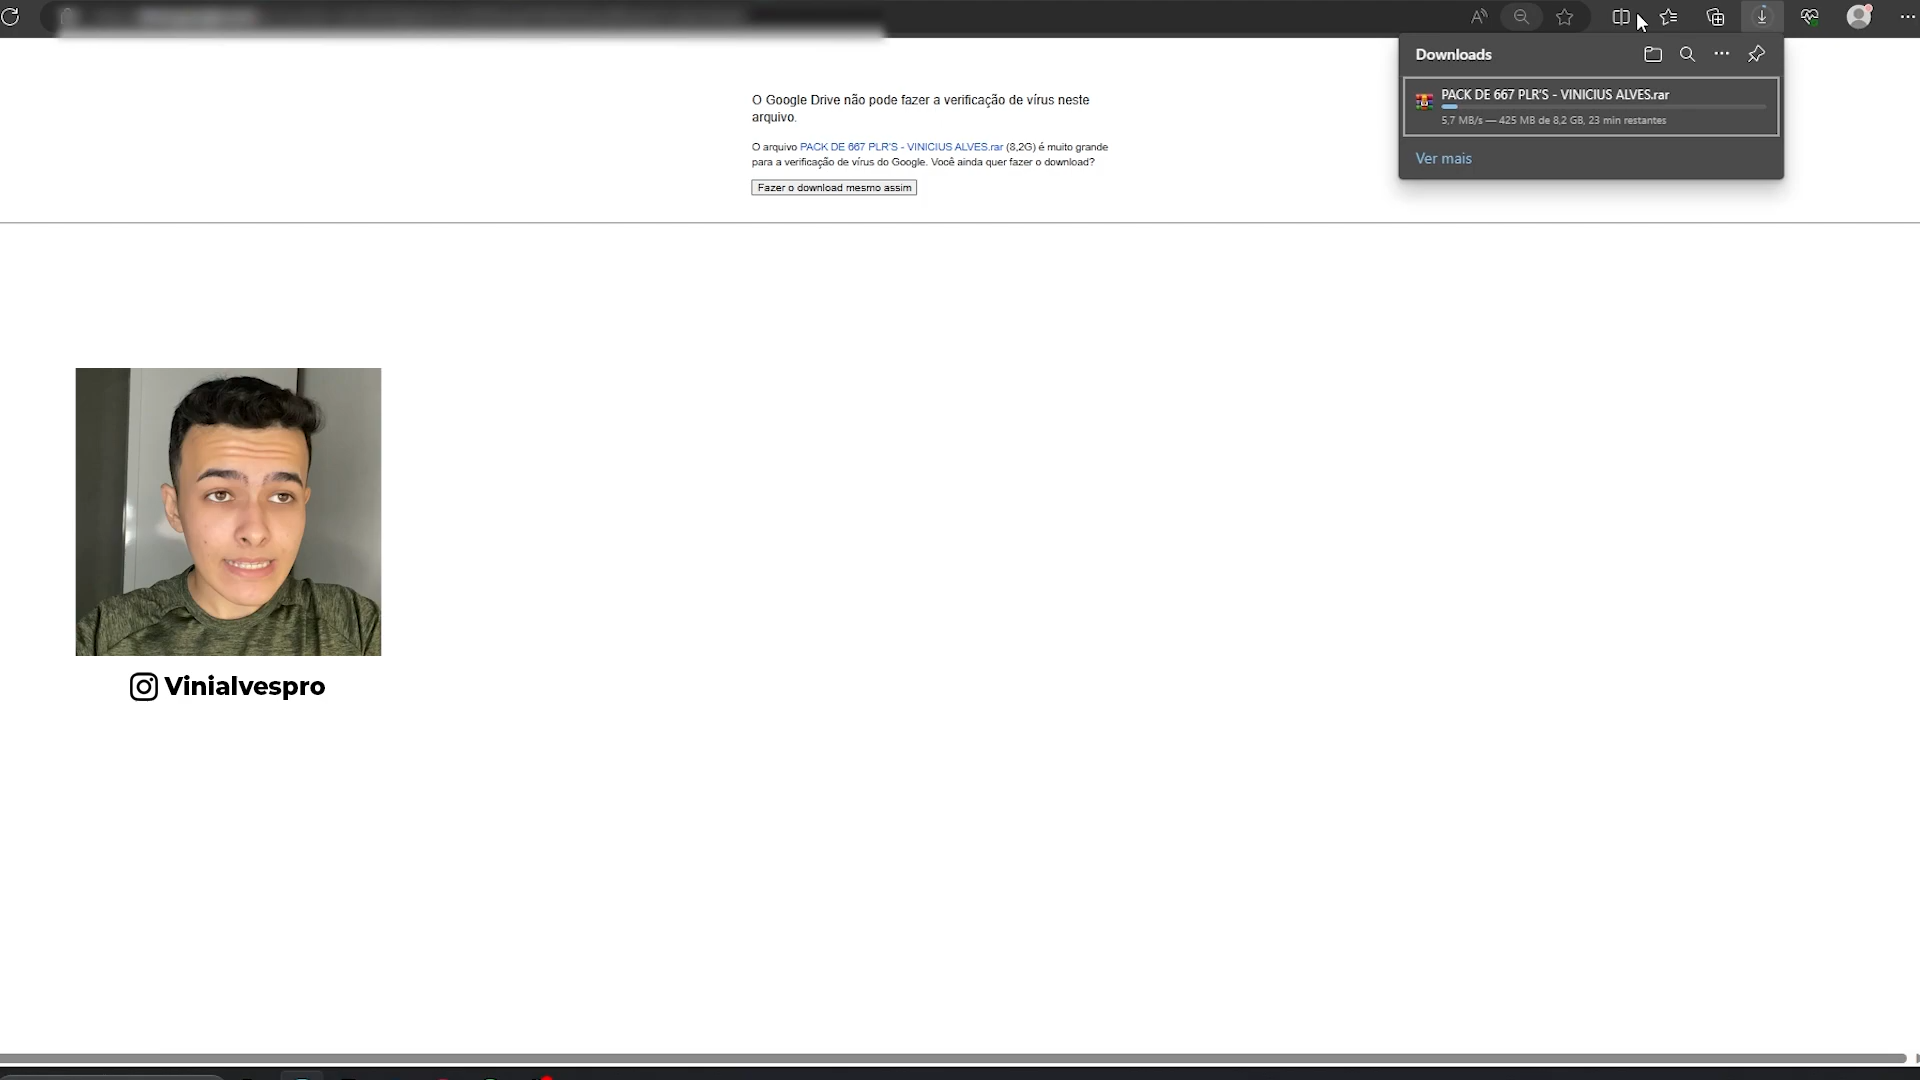 Downloads
PACK DE 667 PLR'S - VINICIUS ALVES.rar
5,7 MB/s — 425 MB de 8,2 GB, 23 min restantes
Ver mais
O Google Drive não pode fazer a verificação de vírus neste
arquivo.
O arquivo PACK DE 667 PLR'S - VINICIUS ALVES.rar (8,2G) é muito grande
para a verificação de vírus do Google. Você ainda quer fazer o download?
Fazer o download mesmo assim
Vinialvespro